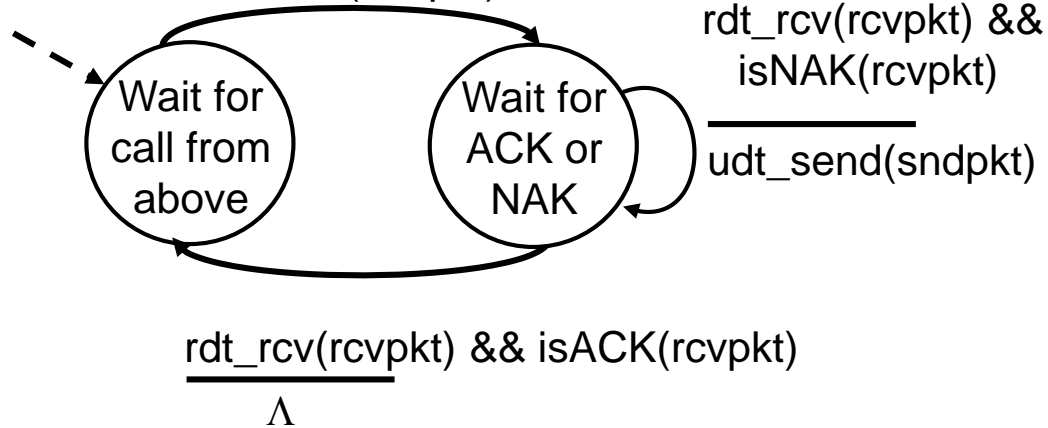 rdt_rcv(rcvpkt) &&
isNAK(rcvpkt)
udt_send(sndpkt)
Wait for
call from
above
Wait for
ACK or
NAK
rdt_rcv(rcvpkt) && isACK(rcvpkt)
Λ